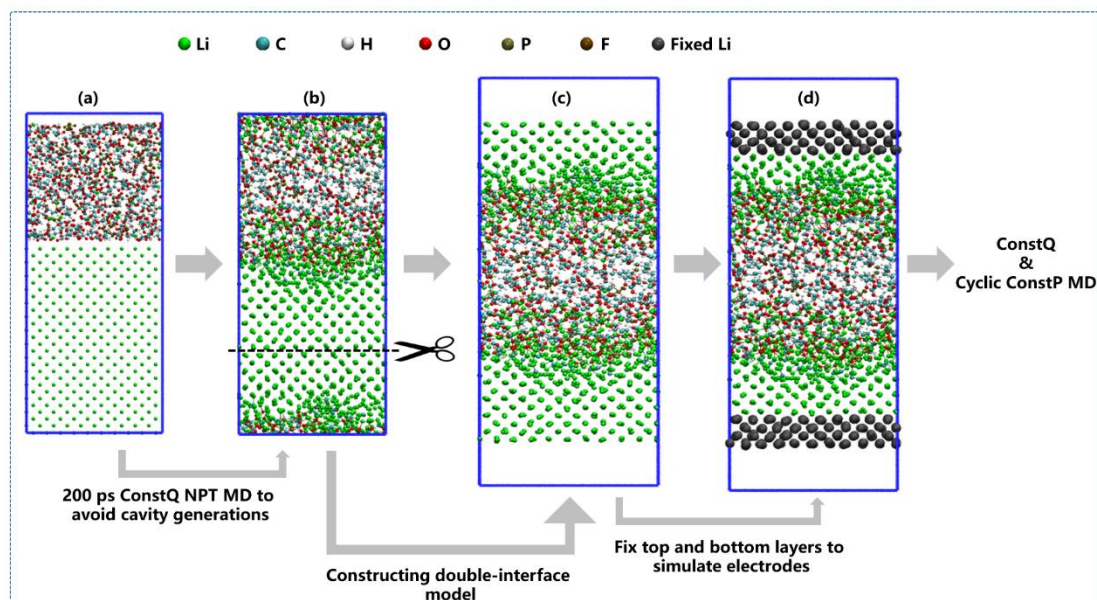 Li C H O P F Fixed Li
(a) (b) (c) (d)
ConstQ
&
Cyclic ConstP MD
200 ps ConstQ NPT MD to
avoid cavity generations
Constructing double-interface
model
Fix top and bottom layers to
simulate electrodes